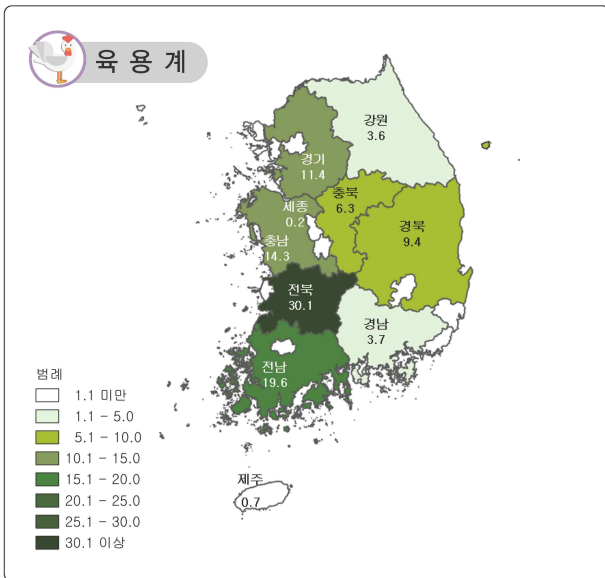 육 용 계
강원
3.6
경기
11.4
충북
6.3
세종
0.2
경북
9.4
충남
14.3
전북
30.1
경남
3.7
전남
19.6
제주
0.7
범례
1.1 미만
1.1 – 5.0
5.1 – 10.0
10.1 – 15.0
15.1 – 20.0
20.1 – 25.0
25.1 – 30.0
30.1 이상